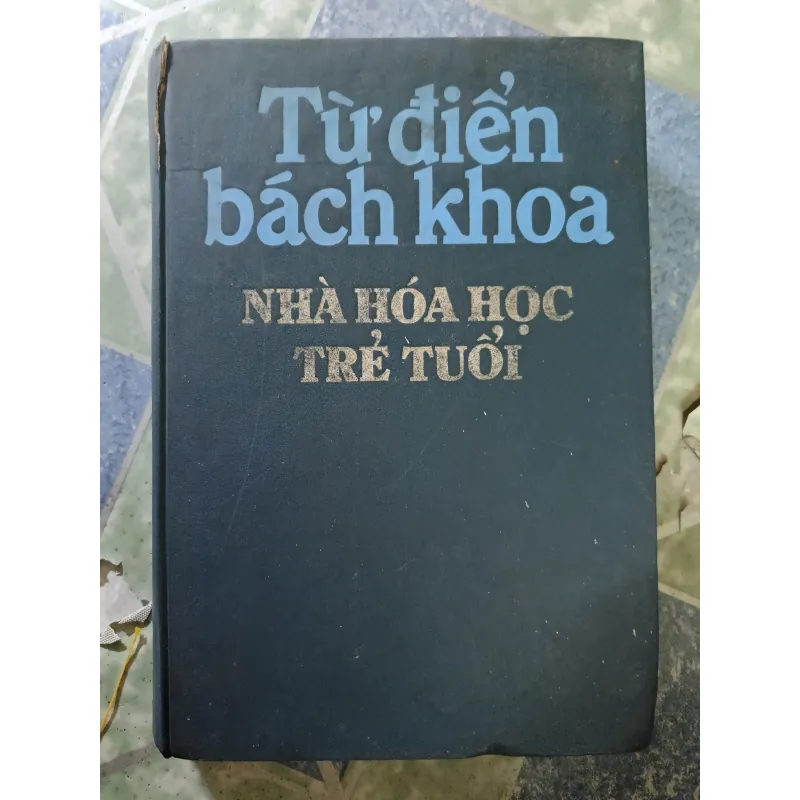 Từ điển
bách khoa
NHÀ HÓA HỌC
TRẺ TUỔI